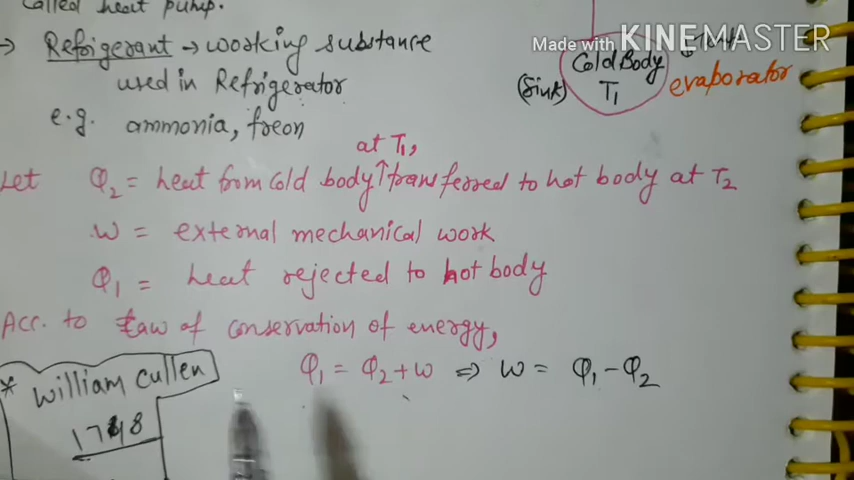 called heat pump.
Made with KINEMASTER
→ Refrigerant → working substance
used in Refrigerator
e.g. ammonia, freon
Cold Body
T1
(Sink)
evaporator
at T1,
Let Q2 = heat from cold body ↑ transferred to hot body at T2
W = external mechanical work
Q1 = heat rejected to hot body
Acc. to Law of conservation of energy,
Q1 = Q2 + W ⇒ W = Q1 - Q2
* William Cullen
1748